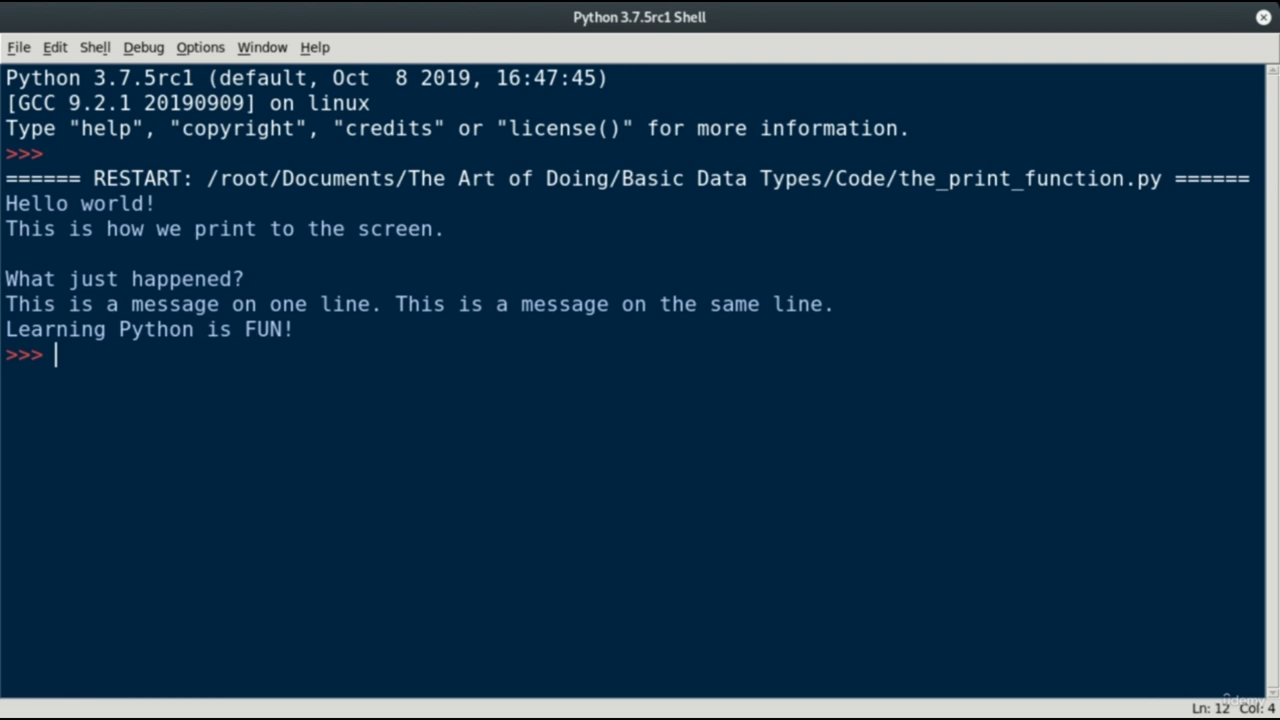 Python 3.7.5rc1 Shell
File Edit Shell Debug Options Window Help
Python 3.7.5rc1 (default, Oct  8 2019, 16:47:45)
[GCC 9.2.1 20190909] on linux
Type "help", "copyright", "credits" or "license()" for more information.
>>>
====== RESTART: /root/Documents/The Art of Doing/Basic Data Types/Code/the_print_function.py ======
Hello world!
This is how we print to the screen.

What just happened?
This is a message on one line. This is a message on the same line.
Learning Python is FUN!
>>>
udemy
Ln: 12 Col: 4